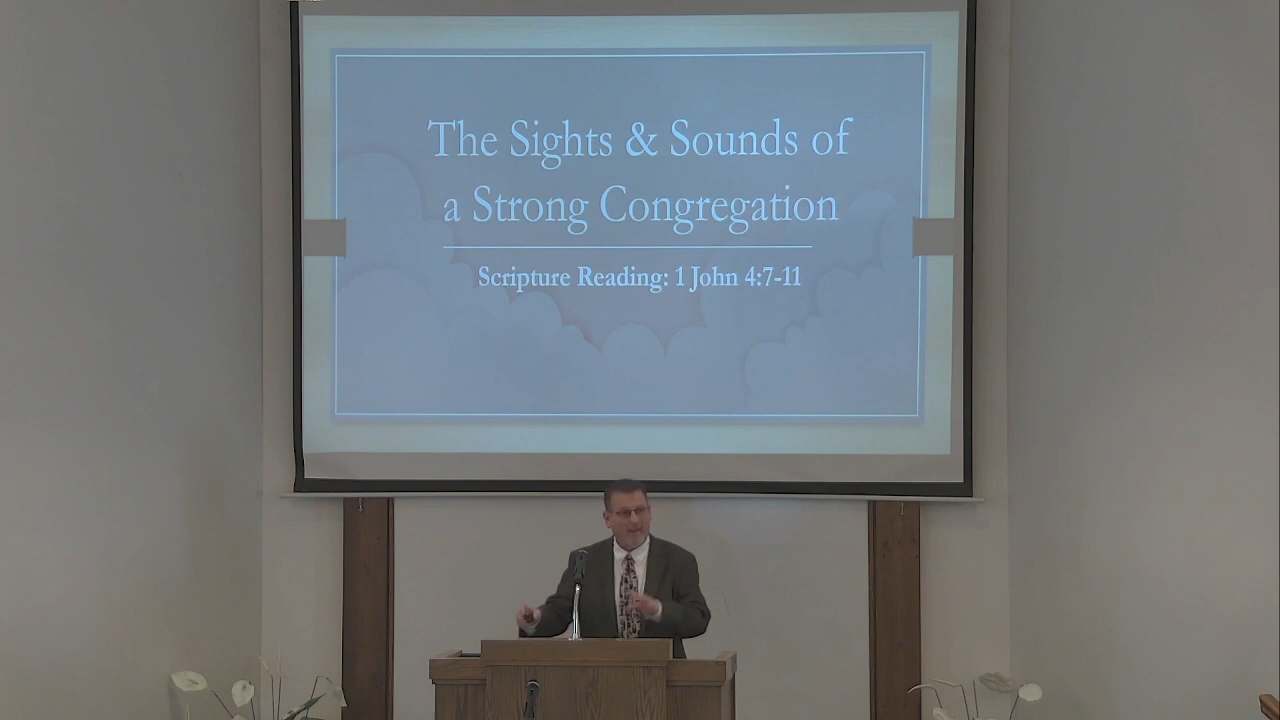 The Sights & Sounds of
a Strong Congregation
Scripture Reading: 1 John 4:7-11